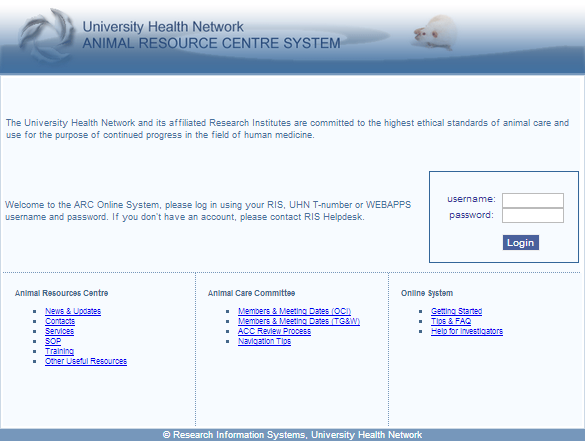 University Health Network
ANIMAL RESOURCE CENTRE SYSTEM
The University Health Network and its affiliated Research Institutes are committed to the highest ethical standards of animal care and
use for the purpose of continued progress in the field of human medicine.
Welcome to the ARC Online System, please log in using your RIS, UHN T-number or WEBAPPS
username and password. If you don't have an account, please contact RIS Helpdesk.
username:
password:
Login
Animal Resources Centre
News & Updates
Contacts
Services
SOP
Training
Other Useful Resources
Animal Care Committee
Members & Meeting Dates (OCI)
Members & Meeting Dates (TG&W)
ACC Review Process
Navigation Tips
Online System
Getting Started
Tips & FAQ
Help for Investigators
© Research Information Systems, University Health Network